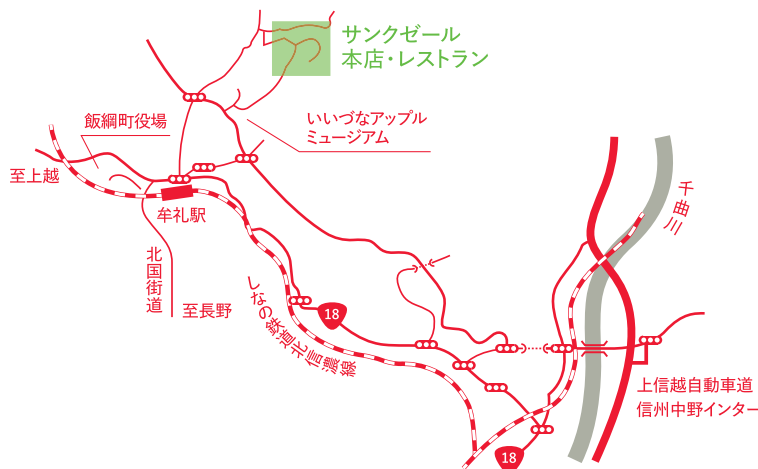 サンクゼール
本店・レストラン
いいづなアップル
ミュージアム
飯綱町役場
至上越
牟礼駅
北国街道
至長野
しなの鉄道北信濃線
18
千曲川
上信越自動車道
信州中野インター
18